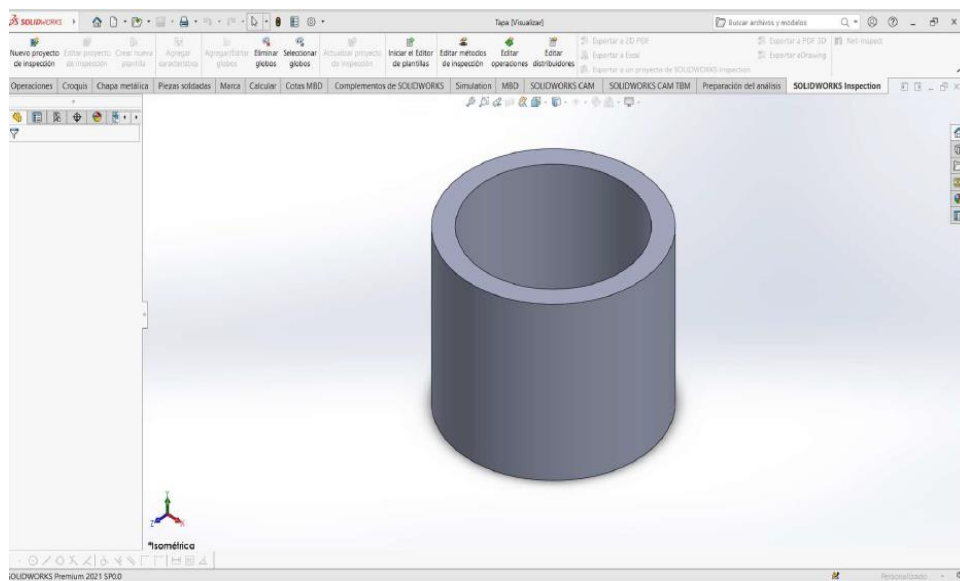 SOLIDWORKS
Tapa [Visualizar]
Buscar archivos y modelos
Nuevo proyecto de inspección
Editar proyecto de inspección
Crear nueva plantilla
Agregar característica
Agregar/Editar globos
Eliminar globos
Seleccionar globos
Actualizar proyecto de inspección
Iniciar el Editor de plantillas
Editar métodos de inspección
Editar operaciones
Editar distribuidores
Exportar a 2D PDF
Exportar a Excel
Exportar a un proyecto de SOLIDWORKS Inspection
Exportar a PDF 3D
Exportar eDrawing
Net-Inspect
Operaciones Croquis Chapa metálica Piezas soldadas Marca Calcular Cotas MBD Complementos de SOLIDWORKS Simulation MBD SOLIDWORKS CAM SOLIDWORKS CAM TBM Preparación del análisis SOLIDWORKS Inspection
Y
Z
X
*Isométrica
SOLIDWORKS Premium 2021 SP0.0
Personalizado